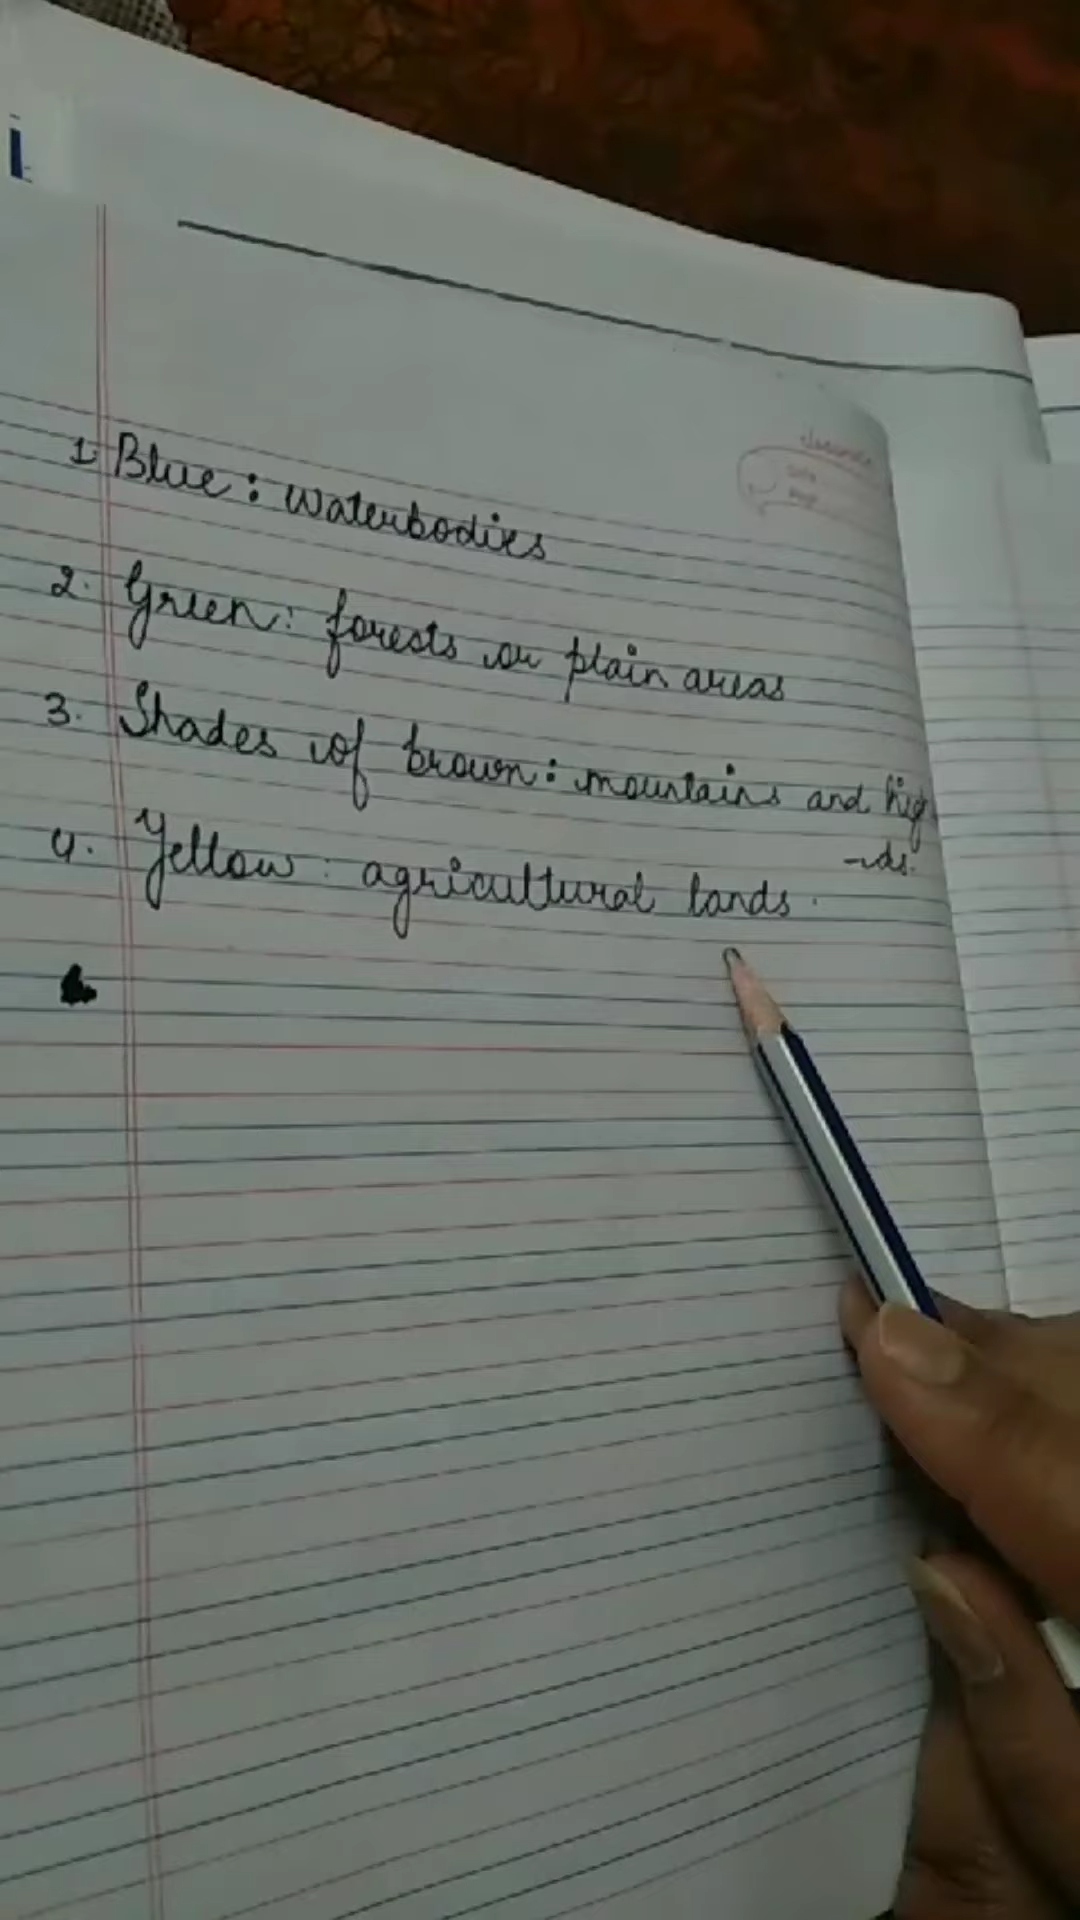 1. Blue : waterbodies
2. Green : forests or plain areas
3. Shades of brown : mountains and hig
-ds.
4. Yellow : agricultural lands.